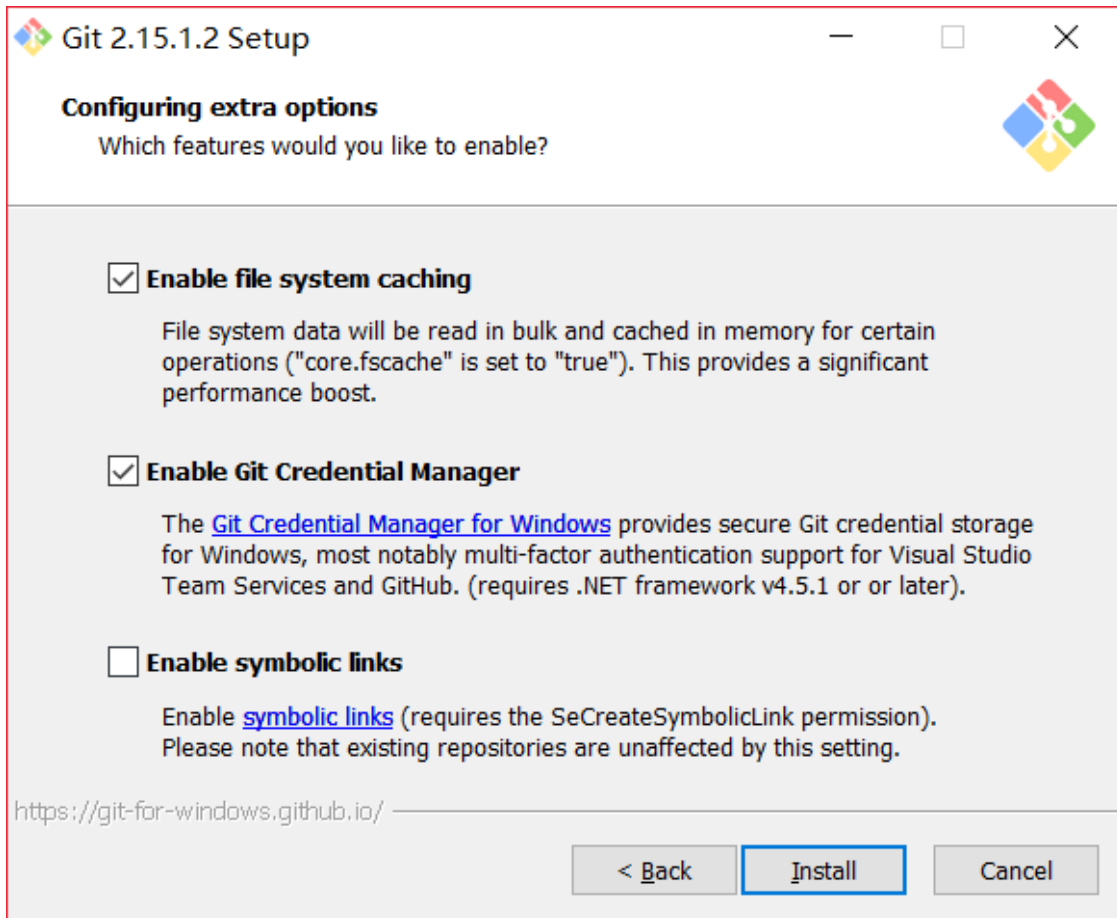 Git 2.15.1.2 Setup
Configuring extra options
Which features would you like to enable?
Enable file system caching
File system data will be read in bulk and cached in memory for certain
operations ("core.fscache" is set to "true"). This provides a significant
performance boost.
Enable Git Credential Manager
The Git Credential Manager for Windows provides secure Git credential storage
for Windows, most notably multi-factor authentication support for Visual Studio
Team Services and GitHub. (requires .NET framework v4.5.1 or or later).
Enable symbolic links
Enable symbolic links (requires the SeCreateSymbolicLink permission).
Please note that existing repositories are unaffected by this setting.
https://git-for-windows.github.io/
< Back Install Cancel